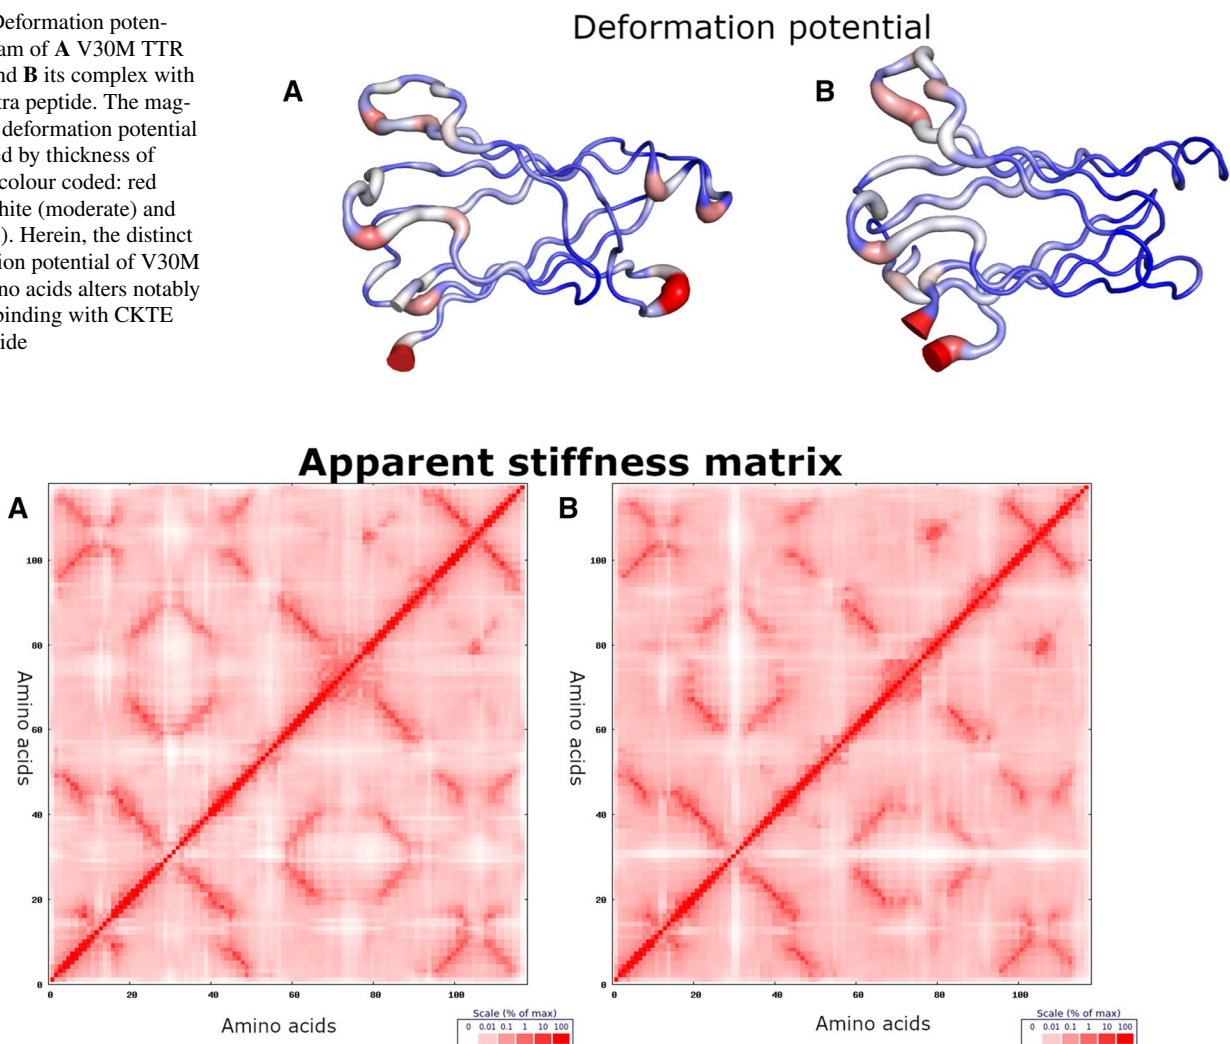 Deformation poten-
am of A V30M TTR
nd B its complex with
tra peptide. The mag-
deformation potential
ed by thickness of
colour coded: red
hite (moderate) and
). Herein, the distinct
ion potential of V30M
no acids alters notably
binding with CKTE
ide
Deformation potential
A
B
Apparent stiffness matrix
A
B
100
80
60
40
20
0
Amino acids
0 20 40 60 80 100
Amino acids
Scale (% of max)
0 0.01 0.1 1 10 100
100
80
60
40
20
0
Amino acids
0 20 40 60 80 100
Amino acids
Scale (% of max)
0 0.01 0.1 1 10 100